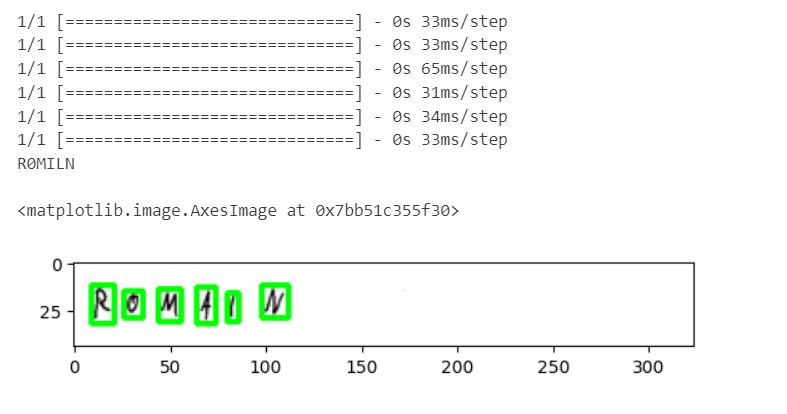 1/1 [==============================] - 0s 33ms/step
1/1 [==============================] - 0s 33ms/step
1/1 [==============================] - 0s 65ms/step
1/1 [==============================] - 0s 31ms/step
1/1 [==============================] - 0s 34ms/step
1/1 [==============================] - 0s 33ms/step
R0MILN
<matplotlib.image.AxesImage at 0x7bb51c355f30>
0
R O M A I N
25
0 50 100 150 200 250 300